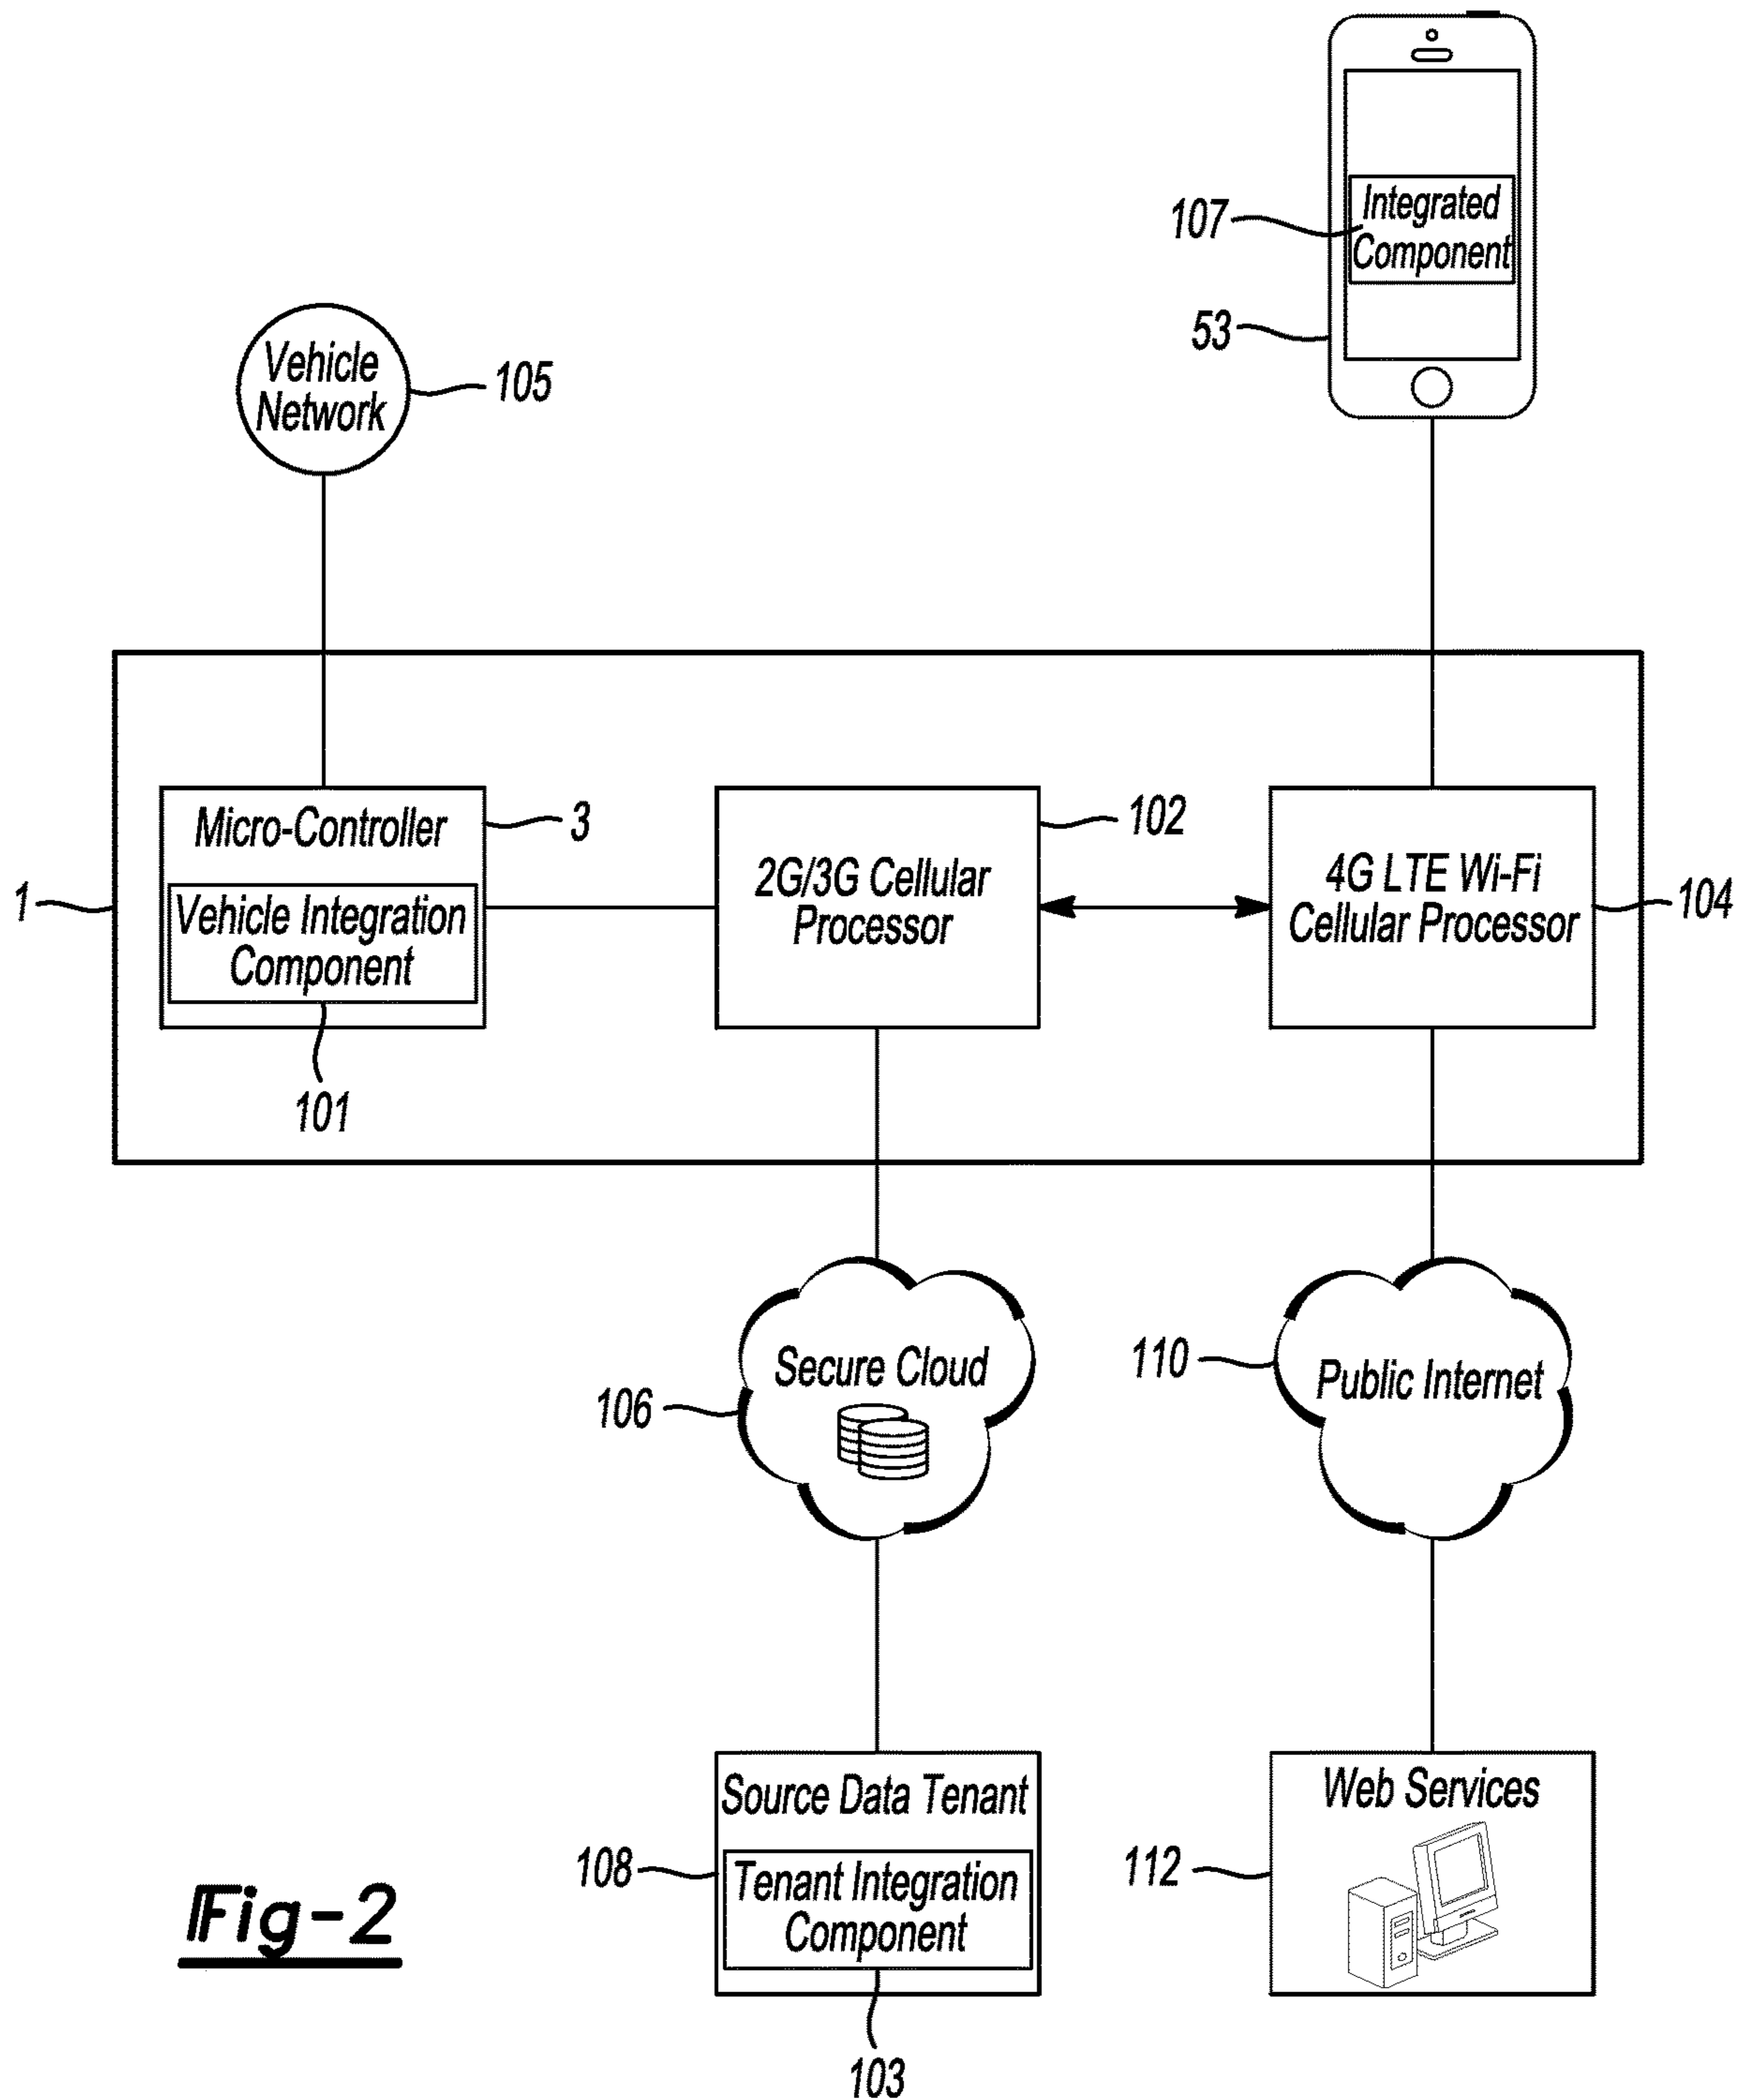 107
Integrated
Component
53
Vehicle
Network
105
1
Micro-Controller
3
Vehicle Integration
Component
101
2G/3G Cellular
Processor
102
4G LTE Wi-Fi
Cellular Processor
104
Secure Cloud
106
110
Public Internet
Source Data Tenant
108
Tenant Integration
Component
103
Web Services
112
Fig-2